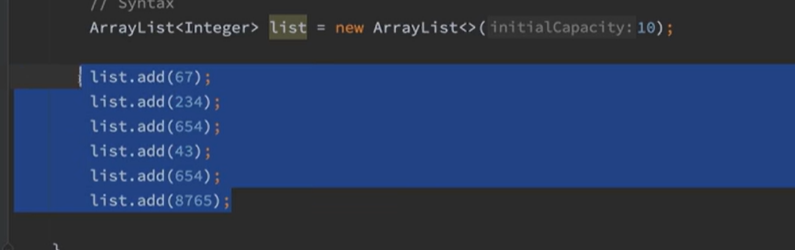 // Syntax
ArrayList<Integer> list = new ArrayList<>( initialCapacity: 10);
list.add(67);
list.add(234);
list.add(654);
list.add(43);
list.add(654);
list.add(8765);
}